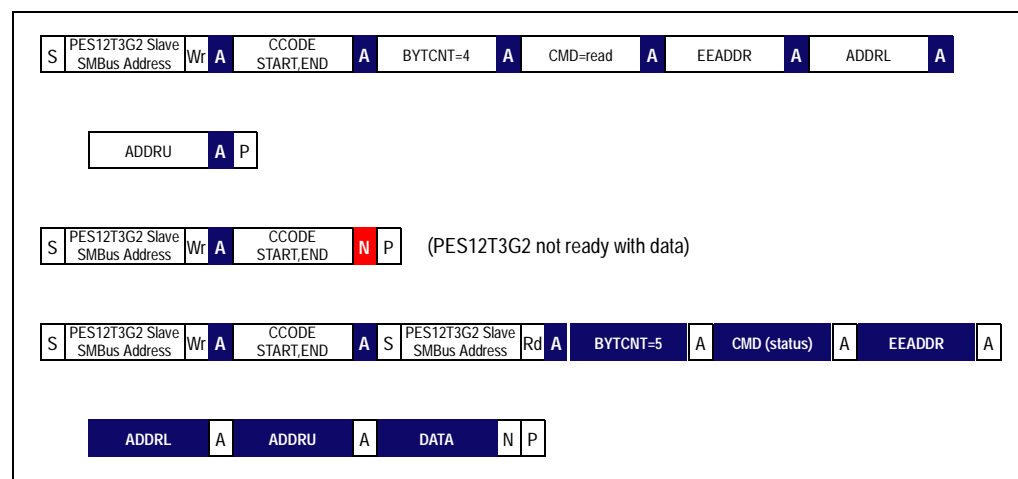 S PES12T3G2 Slave SMBus Address Wr A CCODE START,END A BYTCNT=4 A CMD=read A EEADDR A ADDRL A
ADDRU A P
S PES12T3G2 Slave SMBus Address Wr A CCODE START,END N P (PES12T3G2 not ready with data)
S PES12T3G2 Slave SMBus Address Wr A CCODE START,END A S PES12T3G2 Slave SMBus Address Rd A BYTCNT=5 A CMD (status) A EEADDR A
ADDRL A ADDRU A DATA N P